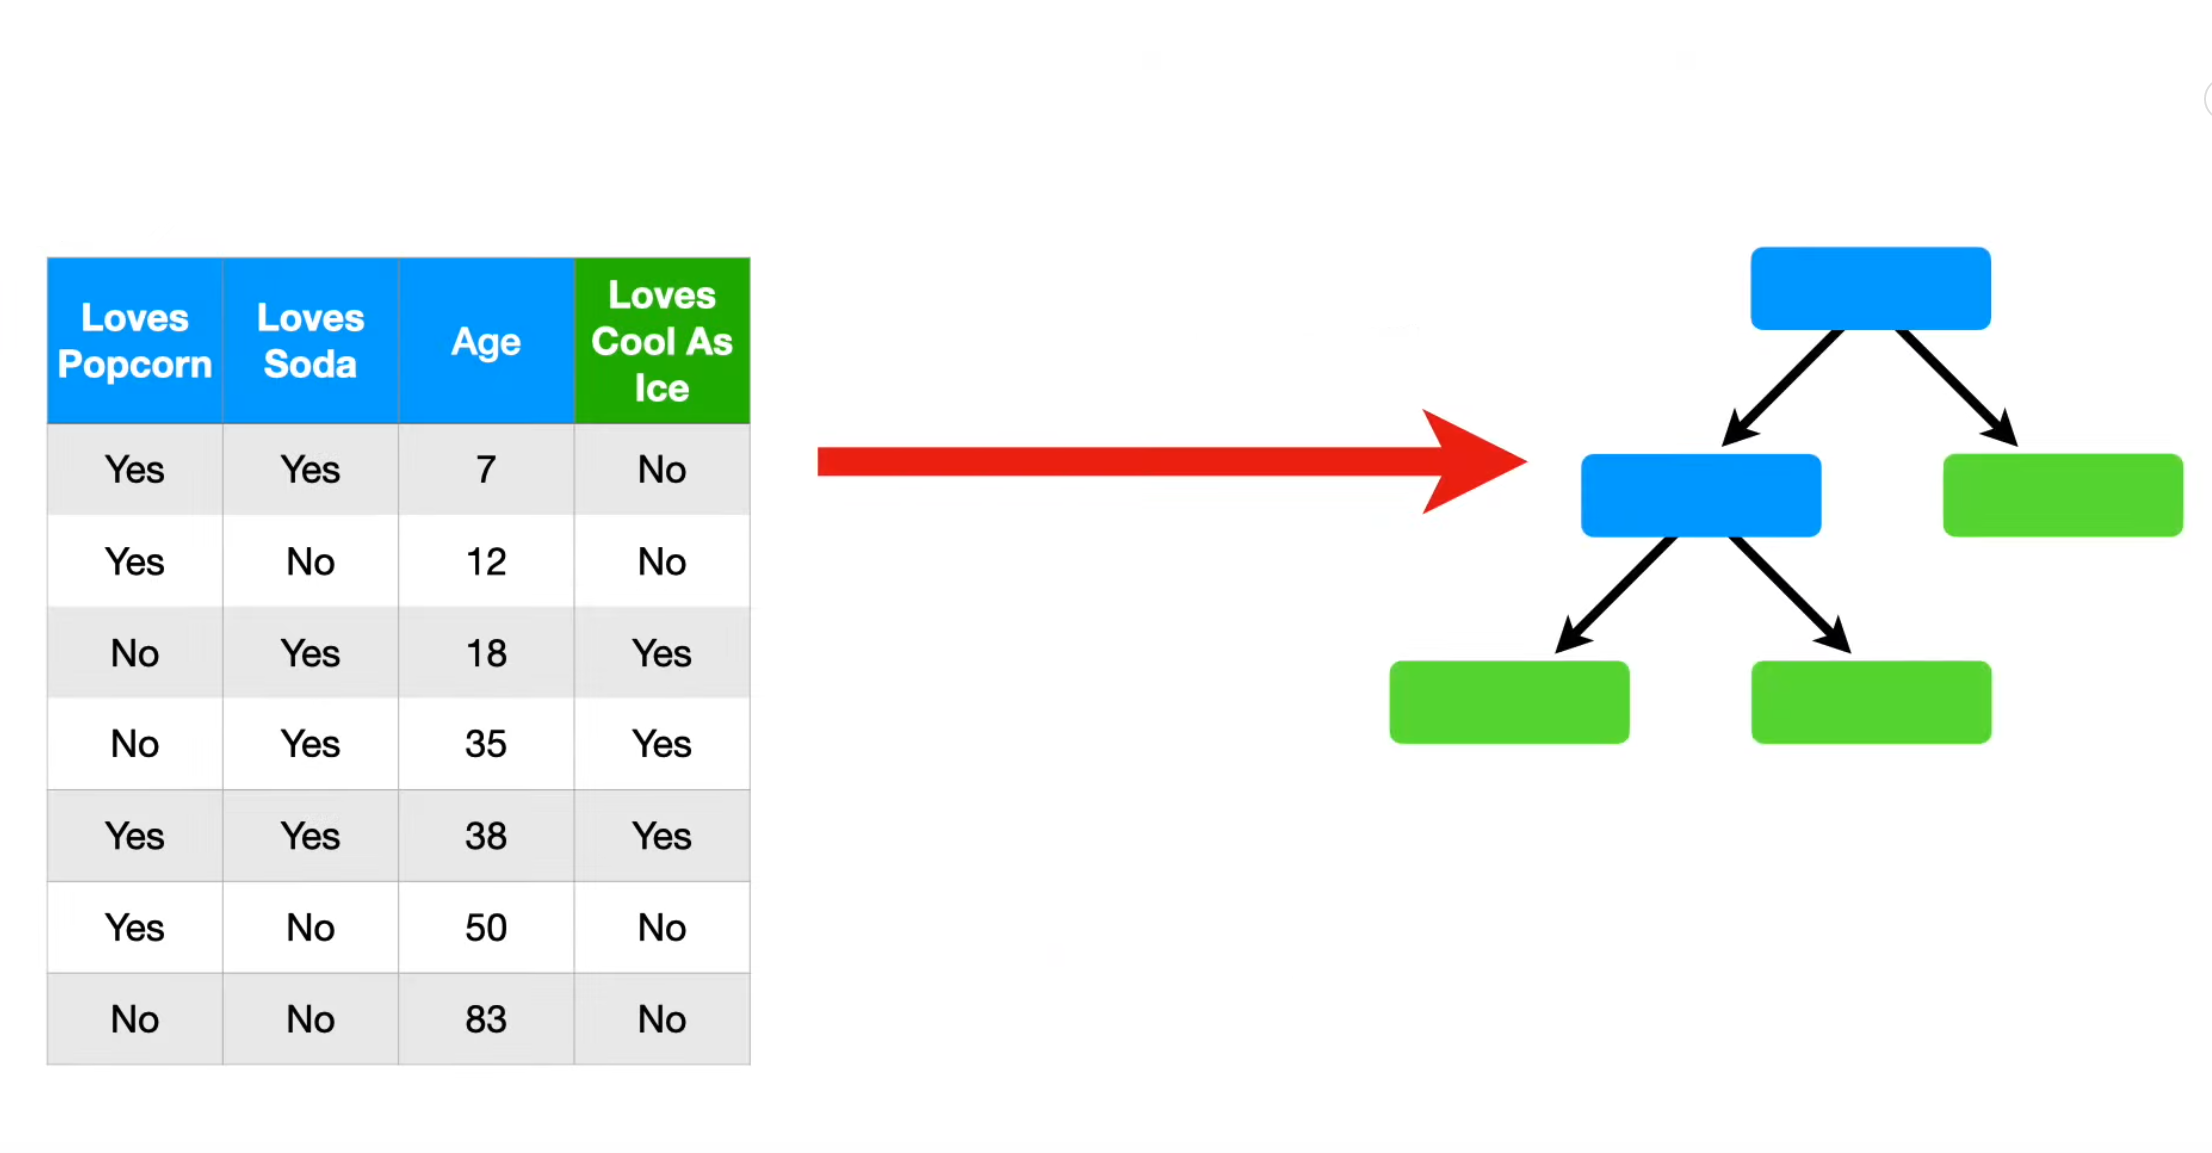 Loves Popcorn Loves Soda Age Loves Cool As Ice
Yes Yes 7 No
Yes No 12 No
No Yes 18 Yes
No Yes 35 Yes
Yes Yes 38 Yes
Yes No 50 No
No No 83 No